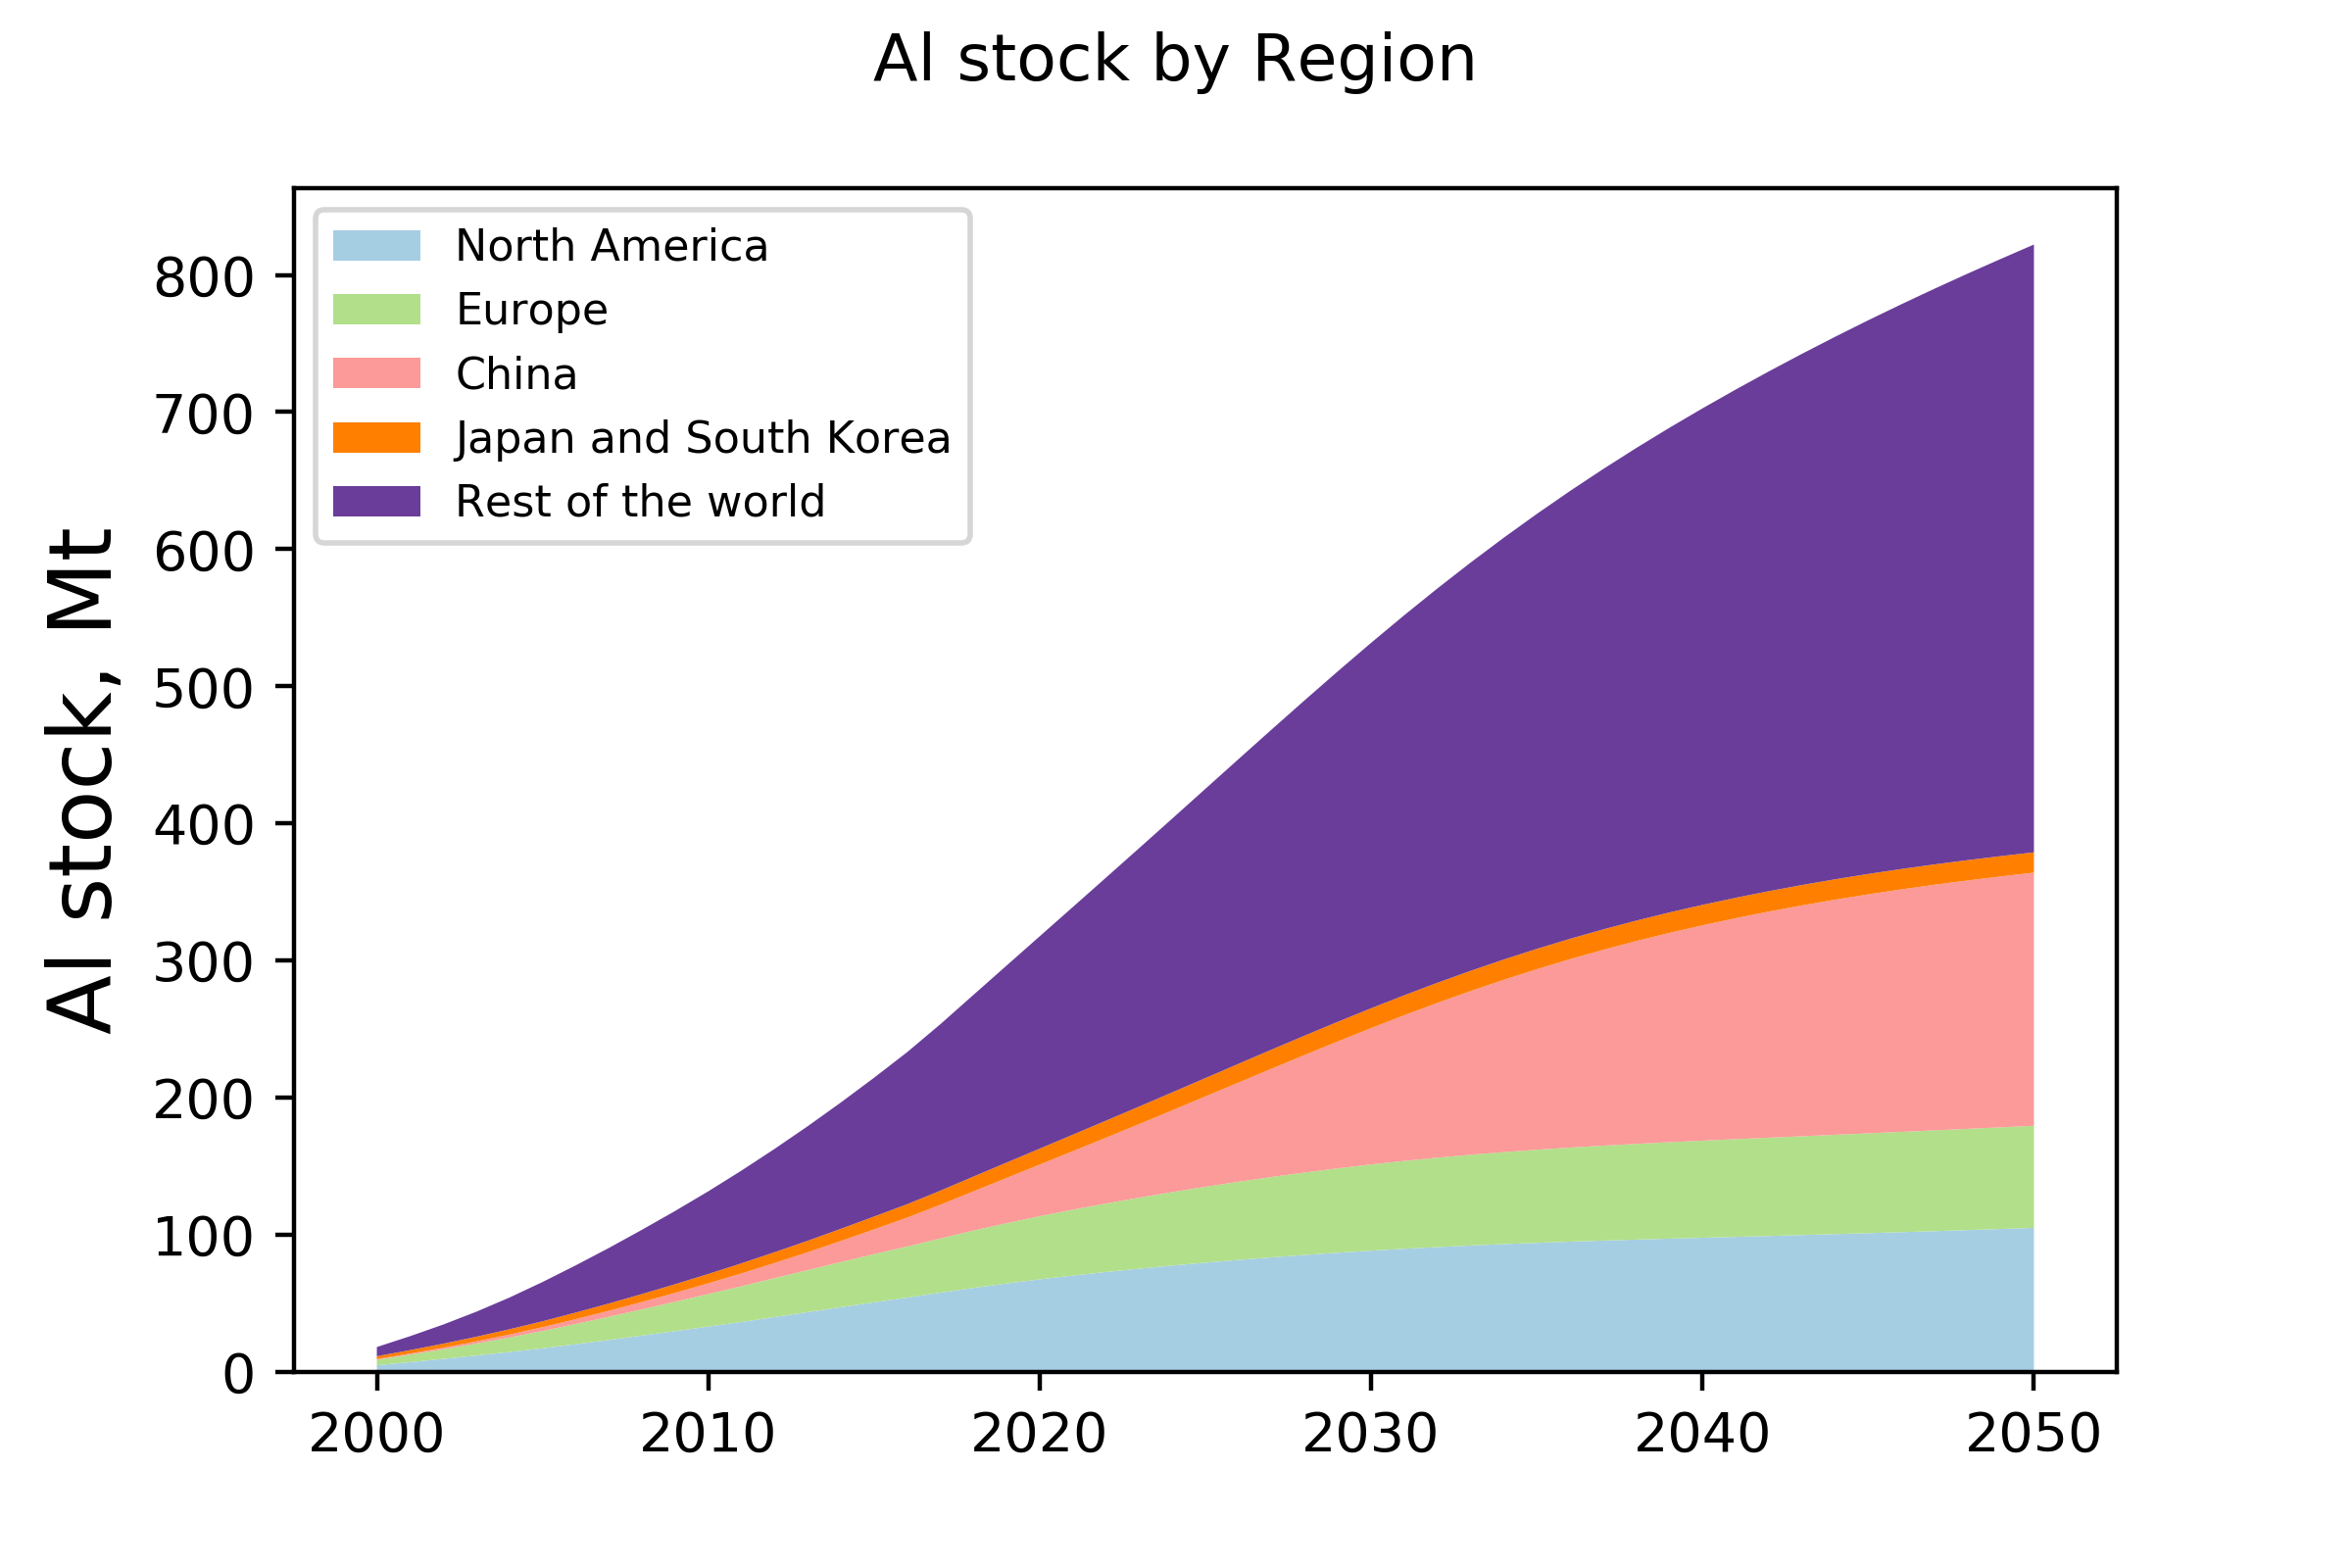 Al stock by Region
North America
Europe
China
Japan and South Korea
Rest of the world
Al stock, Mt
800
700
600
500
400
300
200
100
0
2000 2010 2020 2030 2040 2050